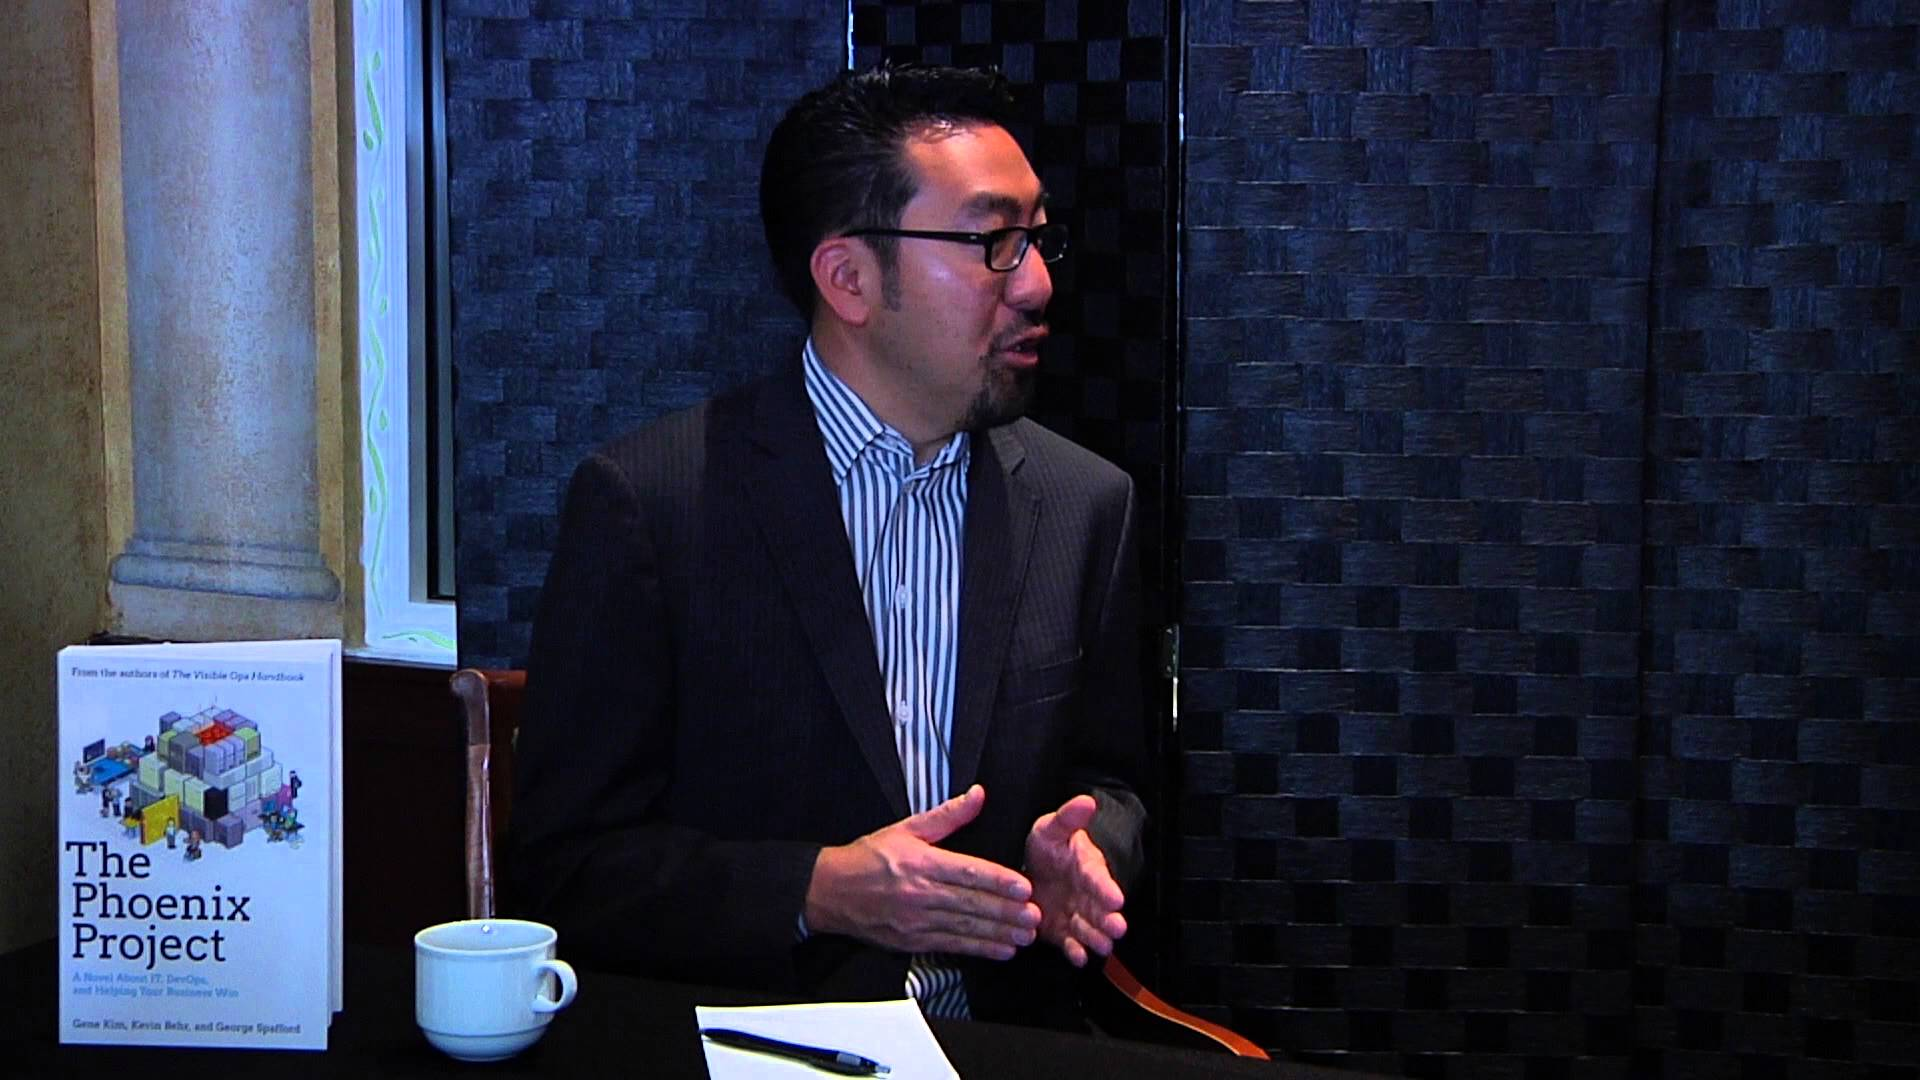 From the authors of The Visible Ops Handbook
The
Phoenix
Project
A Novel About IT, DevOps,
and Helping Your Business Win
Gene Kim, Kevin Behr, and George Spafford